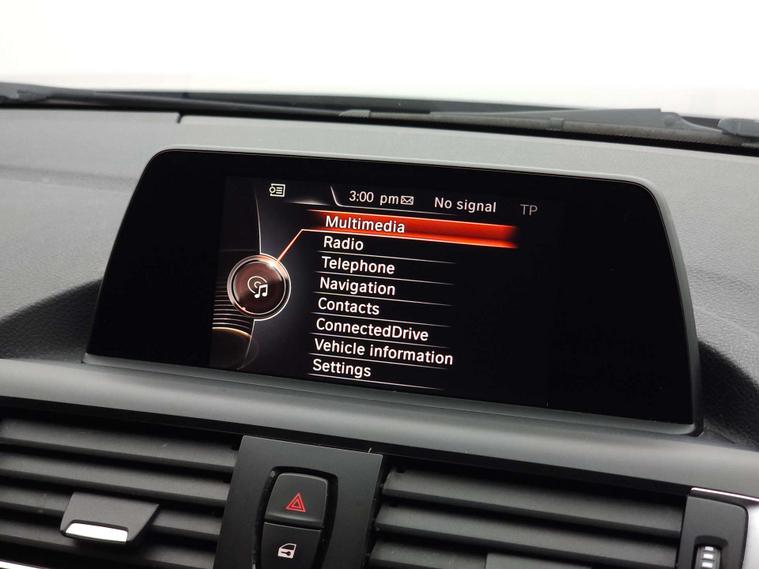 3:00 pm
No signal
TP
Multimedia
Radio
Telephone
Navigation
Contacts
ConnectedDrive
Vehicle information
Settings